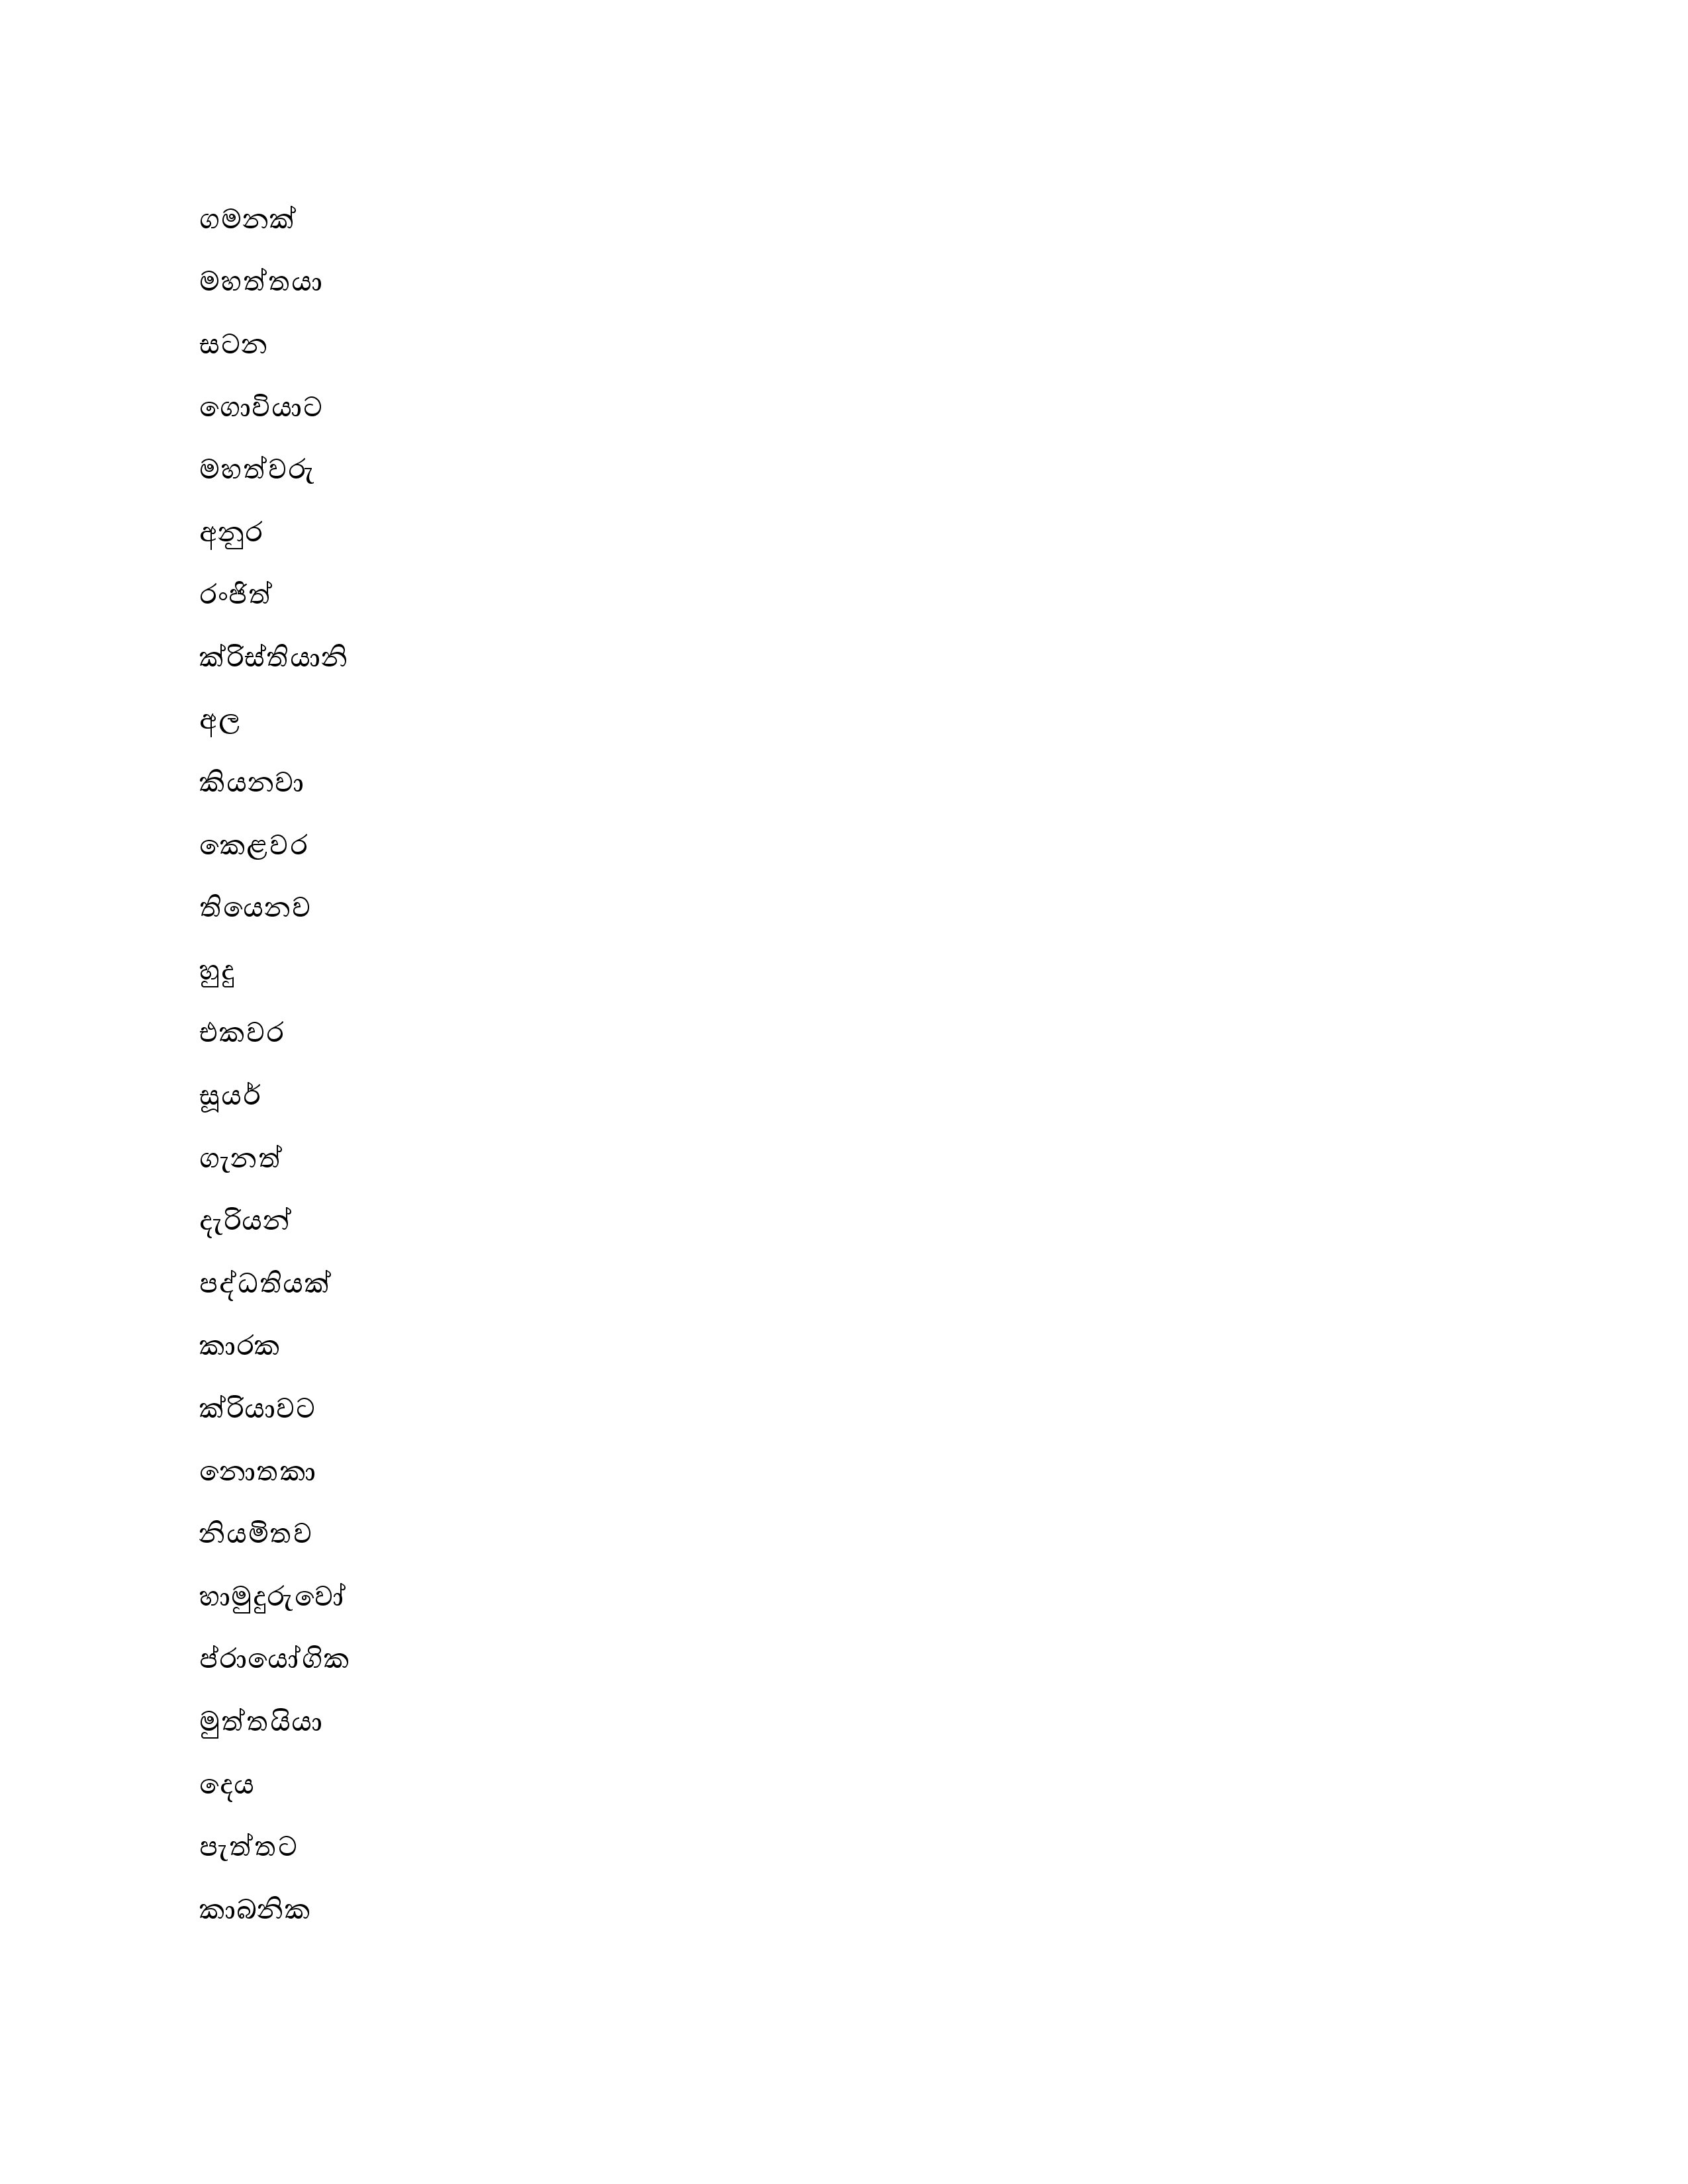 ගමනක්
මහත්තයා
සටන
ගොවියාට
මහත්වරු
අනුර
රංජිත්
ක්රිස්තියානි
අල
කියනවා
කෙළවර
තියෙනව
හුදු
එකවර
සූයර්
ගැනත්
දැරියන්
පද්ධතියක්
කාරක
ක්රියාවට
නොතකා
නියමිතව
හාමුදුරුවෝ
ප්රායෝගික
මුත්තයියා
දෙය
පැත්තට
කාබනික